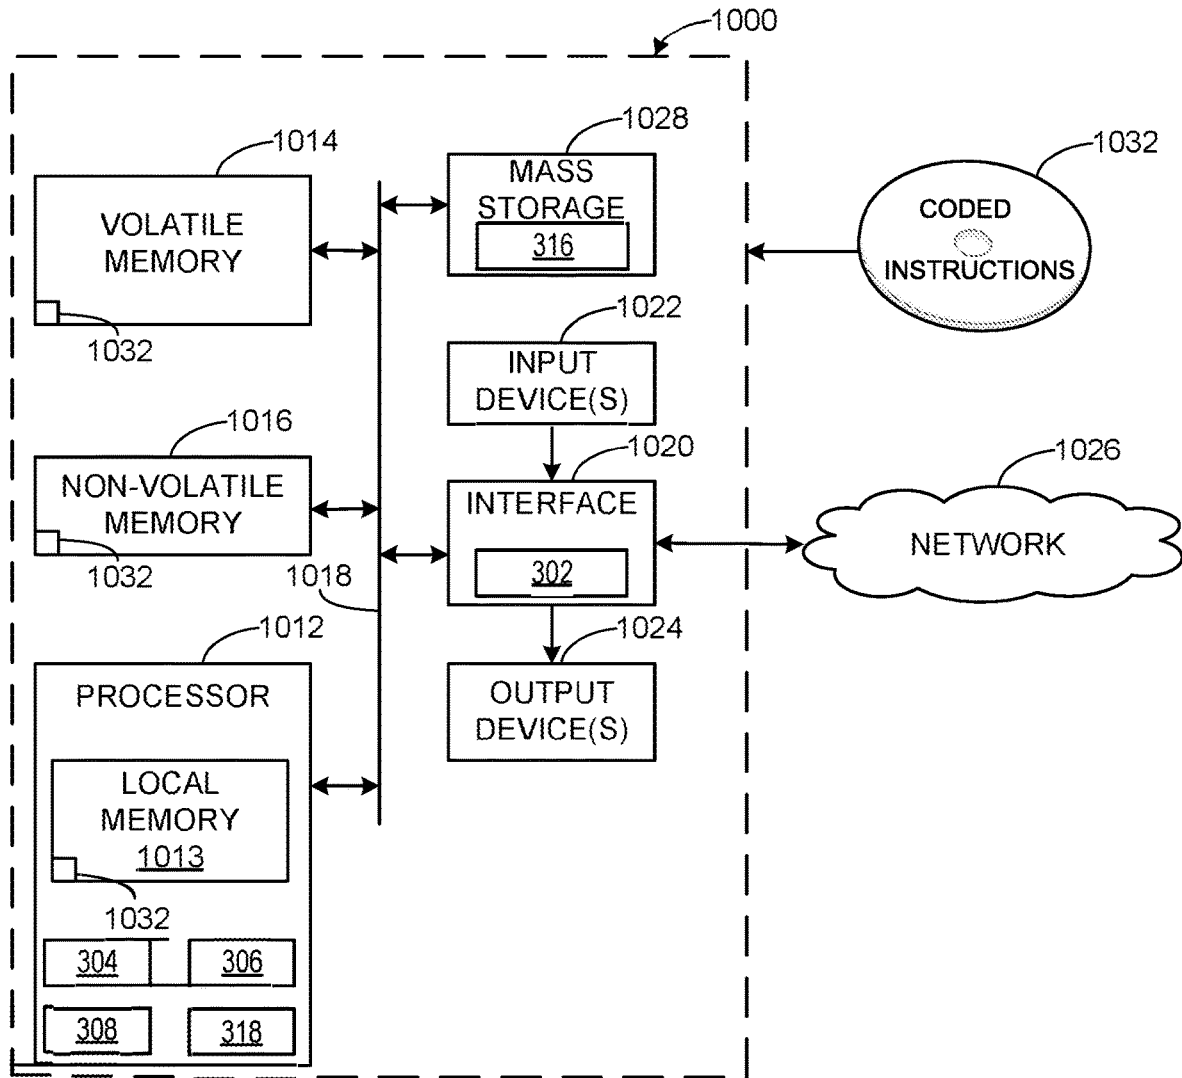 1000
1014
VOLATILE
MEMORY
1032
1028
MASS
STORAGE
316
1032
CODED
INSTRUCTIONS
1022
INPUT
DEVICE(S)
1016
NON-VOLATILE
MEMORY
1032
1020
INTERFACE
302
1026
NETWORK
1018
1012
PROCESSOR
LOCAL
MEMORY
1013
1032
304
306
308
318
1024
OUTPUT
DEVICE(S)